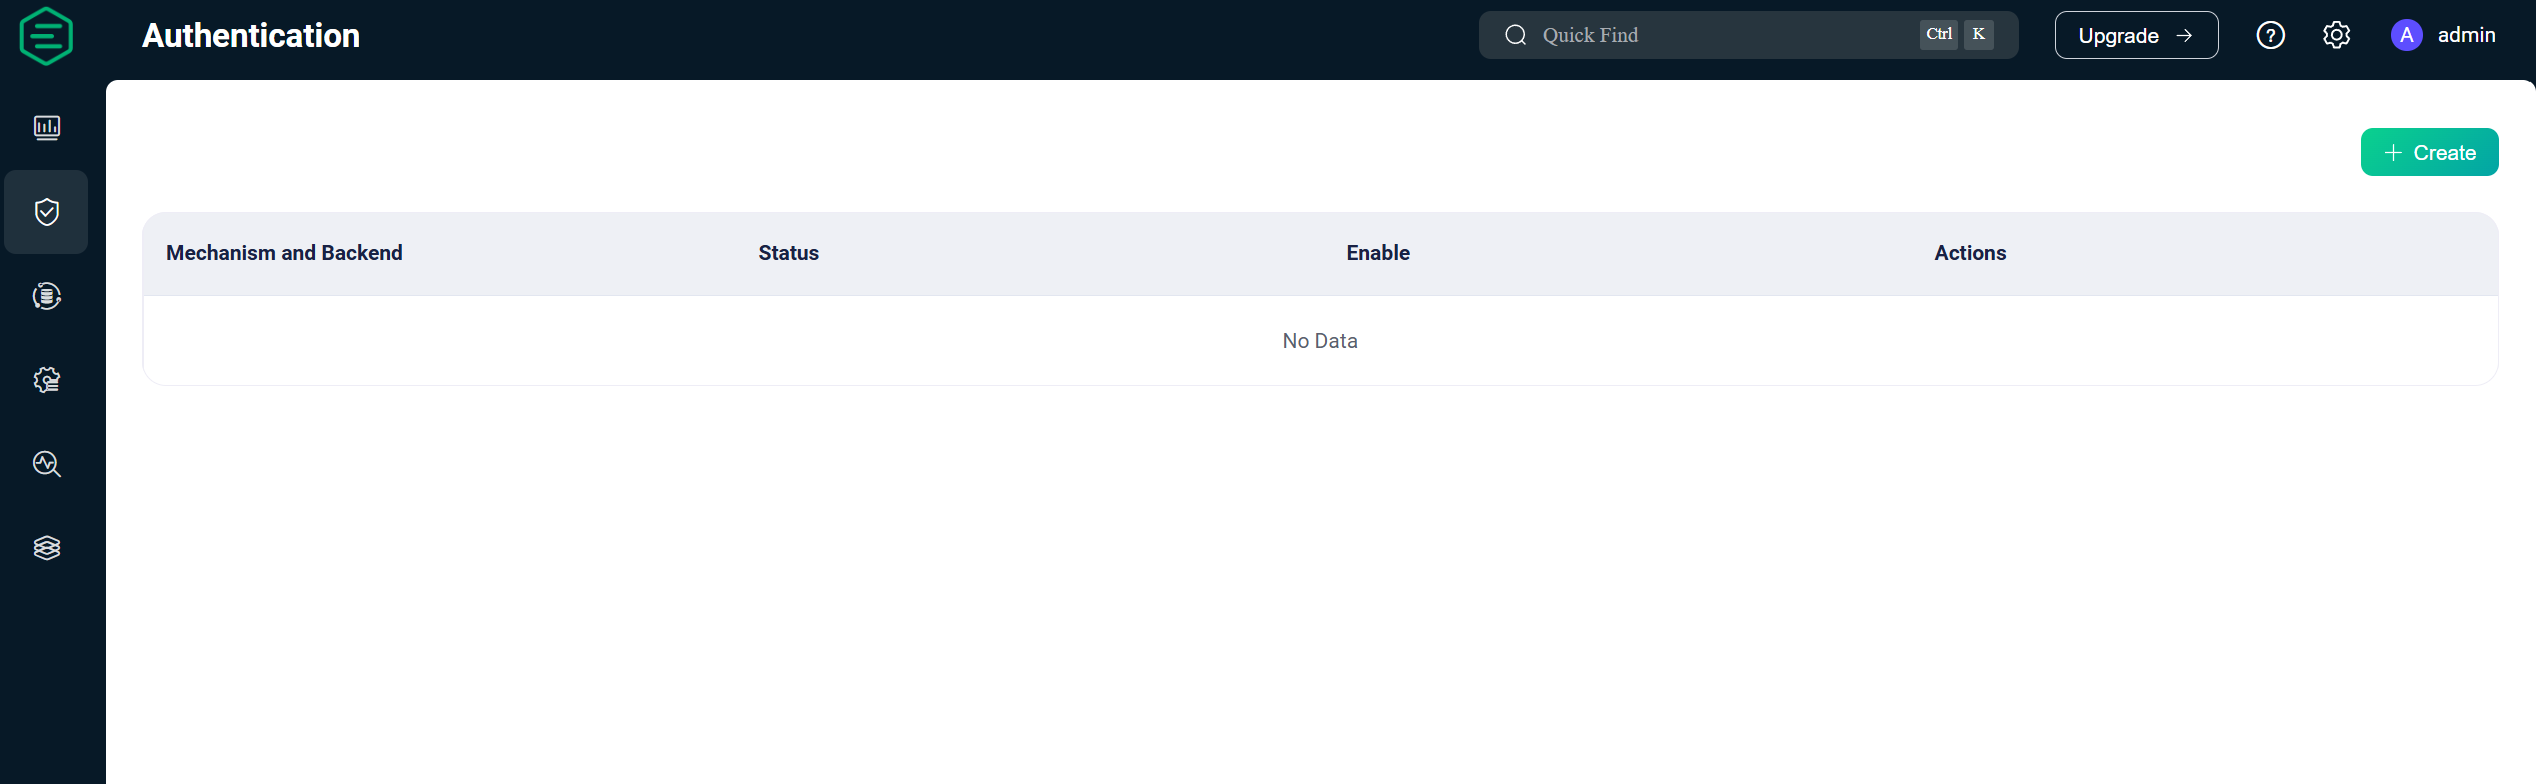 Authentication
Quick Find
Ctrl K
Upgrade →
?
A admin
+ Create
Mechanism and Backend Status Enable Actions
No Data